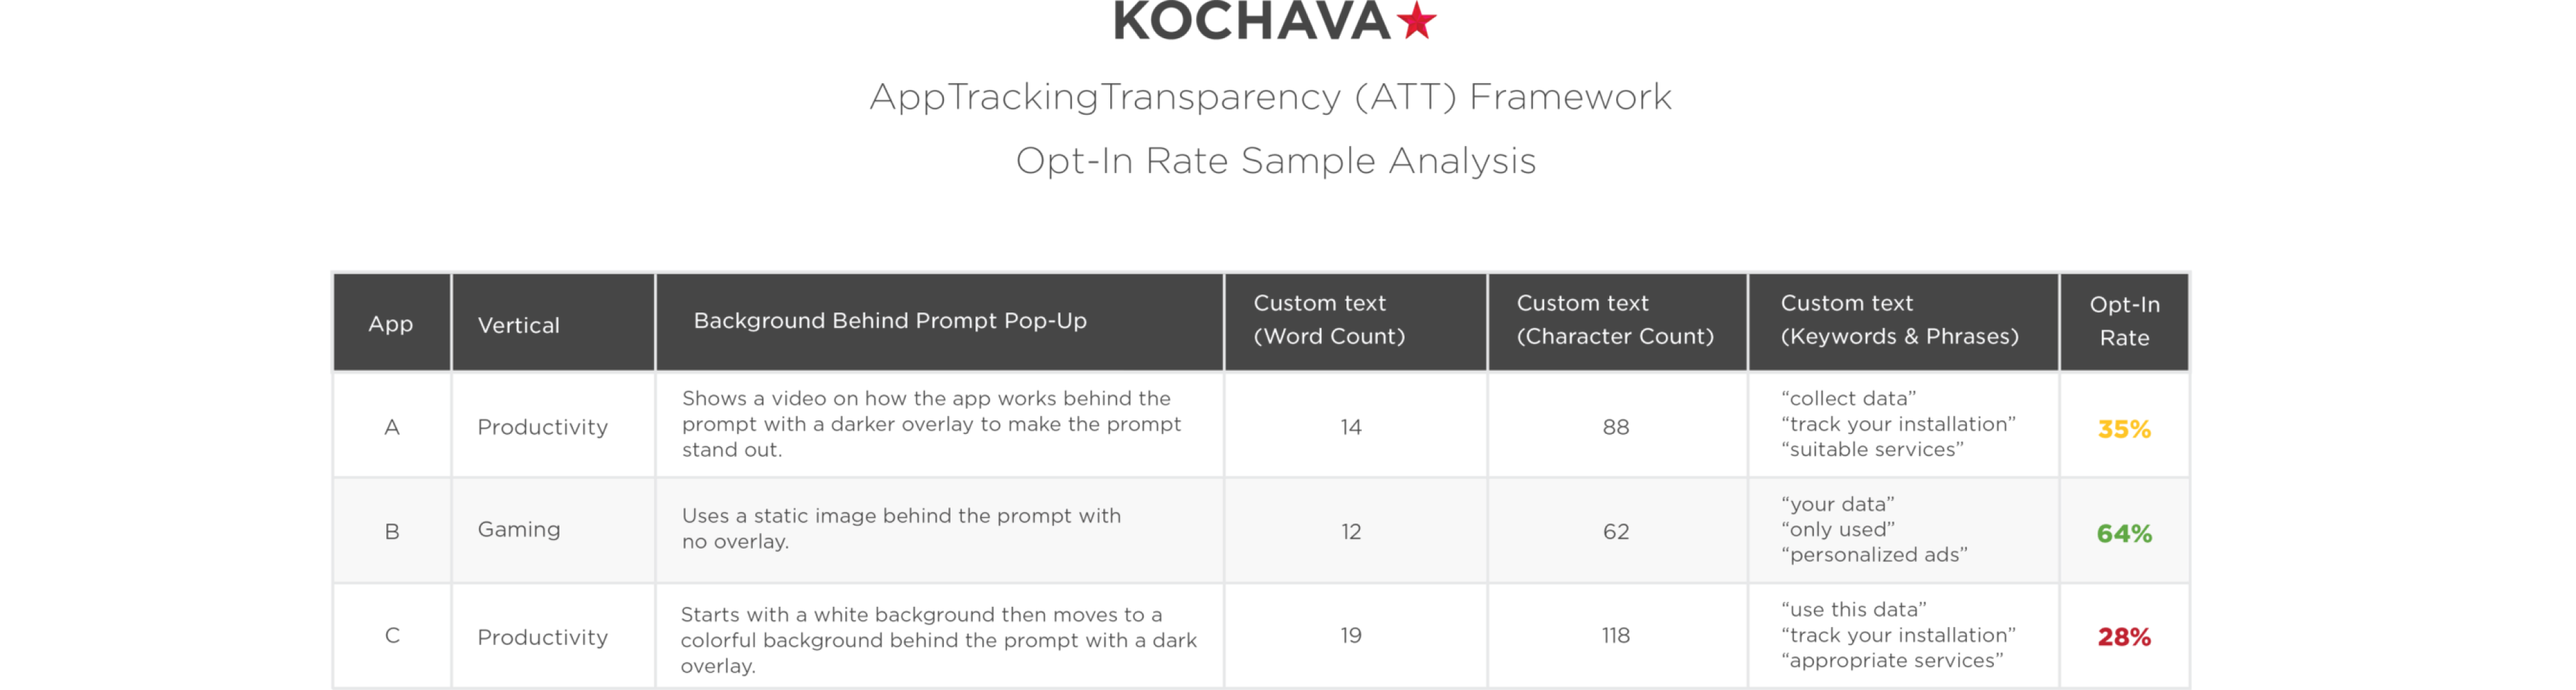 KOCHAVA
AppTrackingTransparency (ATT) Framework
Opt-In Rate Sample Analysis
App
Vertical
Background Behind Prompt Pop-Up
Custom text
(Word Count)
Custom text
(Character Count)
Custom text
(Keywords & Phrases)
Opt-In
Rate
A
Productivity
Shows a video on how the app works behind the
prompt with a darker overlay to make the prompt
stand out.
14
88
“collect data”
“track your installation”
“suitable services”
35%
B
Gaming
Uses a static image behind the prompt with
no overlay.
12
62
“your data”
“only used”
“personalized ads”
64%
C
Productivity
Starts with a white background then moves to a
colorful background behind the prompt with a dark
overlay.
19
118
“use this data”
“track your installation”
“appropriate services”
28%